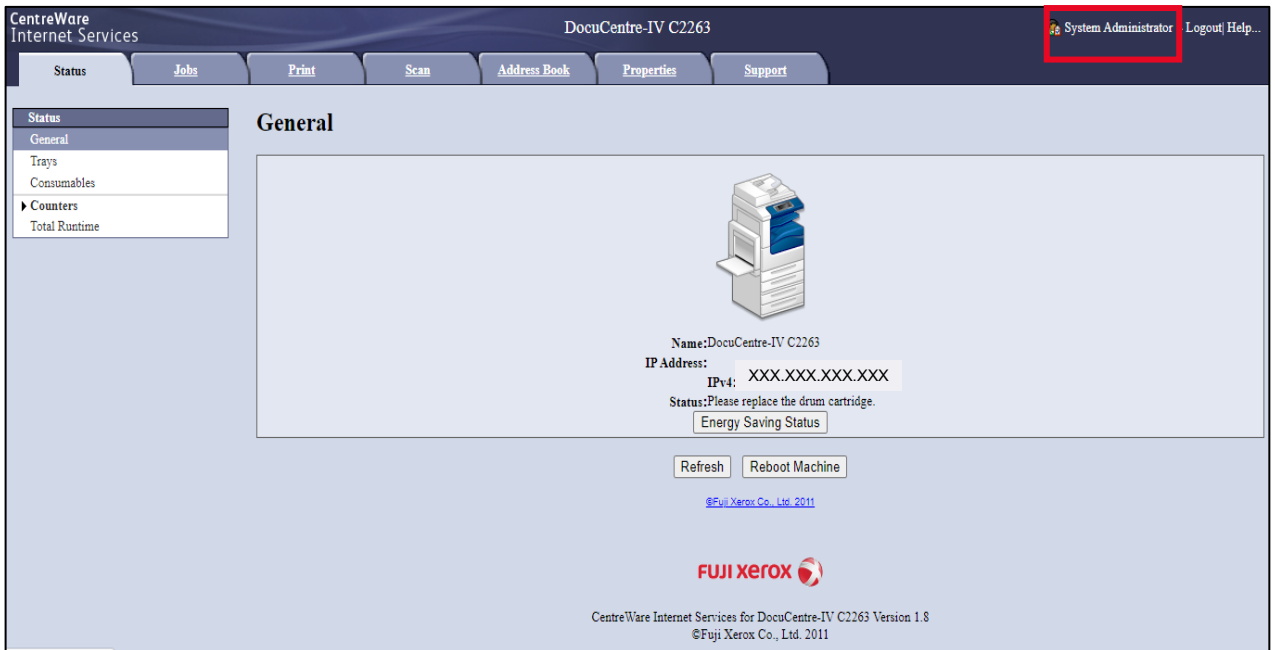 CentreWare
Internet Services
DocuCentre-IV C2263
System Administrator Logout| Help...
Status Jobs Print Scan Address Book Properties Support
Status
General
Trays
Consumables
Counters
Total Runtime
General
Name:DocuCentre-IV C2263
IP Address:
IPv4: XXX.XXX.XXX.XXX
Status:Please replace the drum cartridge.
Energy Saving Status
Refresh Reboot Machine
©Fuji Xerox Co., Ltd. 2011
FUJI xerox
CentreWare Internet Services for DocuCentre-IV C2263 Version 1.8
©Fuji Xerox Co., Ltd. 2011